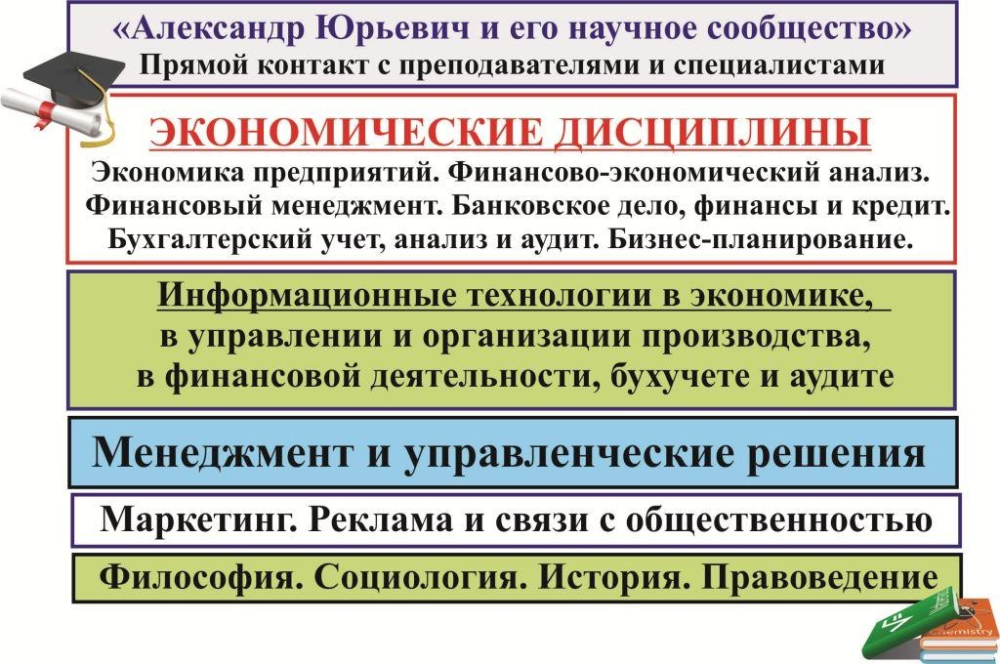 «Александр Юрьевич и его научное сообщество»
Прямой контакт с преподавателями и специалистами
ЭКОНОМИЧЕСКИЕ ДИСЦИПЛИНЫ
Экономика предприятий. Финансово-экономический анализ.
Финансовый менеджмент. Банковское дело, финансы и кредит.
Бухгалтерский учет, анализ и аудит. Бизнес-планирование.
Информационные технологии в экономике,
в управлении и организации производства,
в финансовой деятельности, бухучете и аудите
Менеджмент и управленческие решения
Маркетинг. Реклама и связи с общественностью
Философия. Социология. История. Правоведение
Chemistry